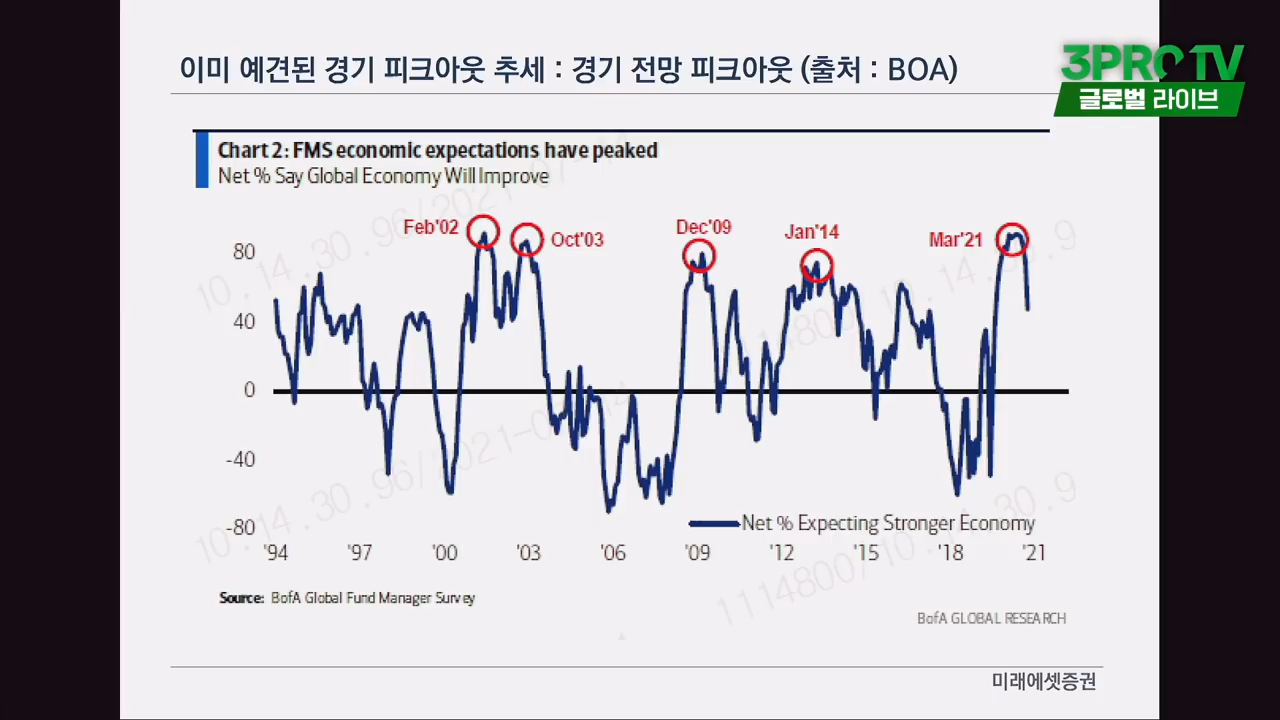 이미 예견된 경기 피크아웃 추세 : 경기 전망 피크아웃 (출처 : BOA)
3PROTV
글로벌 라이브
Chart 2: FMS economic expectations have peaked
Net % Say Global Economy Will Improve
Feb'02
Oct'03
Dec'09
Jan'14
Mar'21
80
40
0
-40
-80
Net % Expecting Stronger Economy
'94 '97 '00 '03 '06 '09 '12 '15 '18 '21
Source: BofA Global Fund Manager Survey
BofA GLOBAL RESEARCH
미래에셋증권